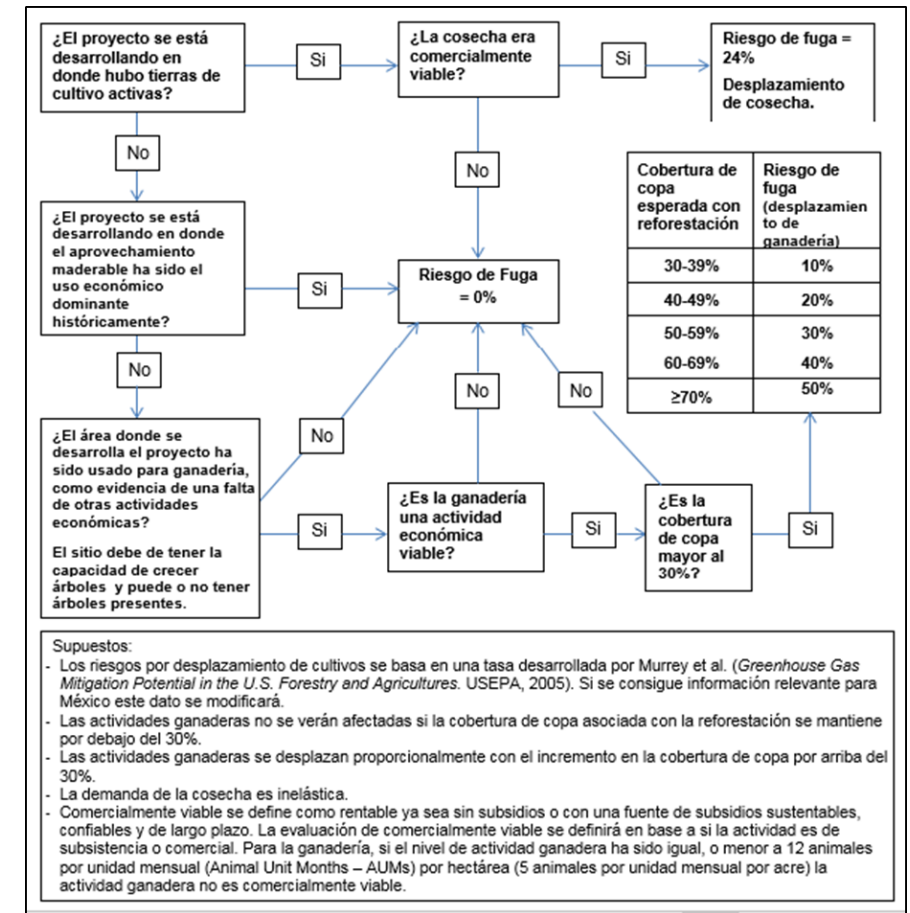 ¿El proyecto se está
desarrollando en
donde hubo tierras de
cultivo activas?
Si
¿La cosecha era
comercialmente
viable?
Si
Riesgo de fuga =
24%
Desplazamiento
de cosecha.
No
No
¿El proyecto se está
desarrollando en donde
el aprovechamiento
maderable ha sido el
uso económico
dominante
históricamente?
Si
Riesgo de Fuga
= 0%
Cobertura de
copa
esperada con
reforestación
Riesgo de
fuga
(desplazamien
to de
ganadería)
30-39%
10%
40-49%
20%
50-59%
30%
60-69%
40%
≥70%
50%
No
No
No
No
¿El área donde se
desarrolla el proyecto ha
sido usado para ganadería,
como evidencia de una falta
de otras actividades
económicas?
El sitio debe de tener la
capacidad de crecer
árboles y puede o no tener
árboles presentes.
Si
¿Es la ganadería
una actividad
económica
viable?
Si
¿Es la
cobertura
de copa
mayor al
30%?
Si
Supuestos:
- Los riesgos por desplazamiento de cultivos se basa en una tasa desarrollada por Murrey et al. (Greenhouse Gas
Mitigation Potential in the U.S. Forestry and Agricultures. USEPA, 2005). Si se consigue información relevante para
México este dato se modificará.
- Las actividades ganaderas no se verán afectadas si la cobertura de copa asociada con la reforestación se mantiene
por debajo del 30%.
- Las actividades ganaderas se desplazan proporcionalmente con el incremento en la cobertura de copa por arriba del
30%.
- La demanda de la cosecha es inelástica.
- Comercialmente viable se define como rentable ya sea sin subsidios o con una fuente de subsidios sustentables,
confiables y de largo plazo. La evaluación de comercialmente viable se definirá en base a si la actividad es de
subsistencia o comercial. Para la ganadería, si el nivel de actividad ganadera ha sido igual, o menor a 12 animales
por unidad mensual (Animal Unit Months – AUMs) por hectárea (5 animales por unidad mensual por acre) la
actividad ganadera no es comercialmente viable.